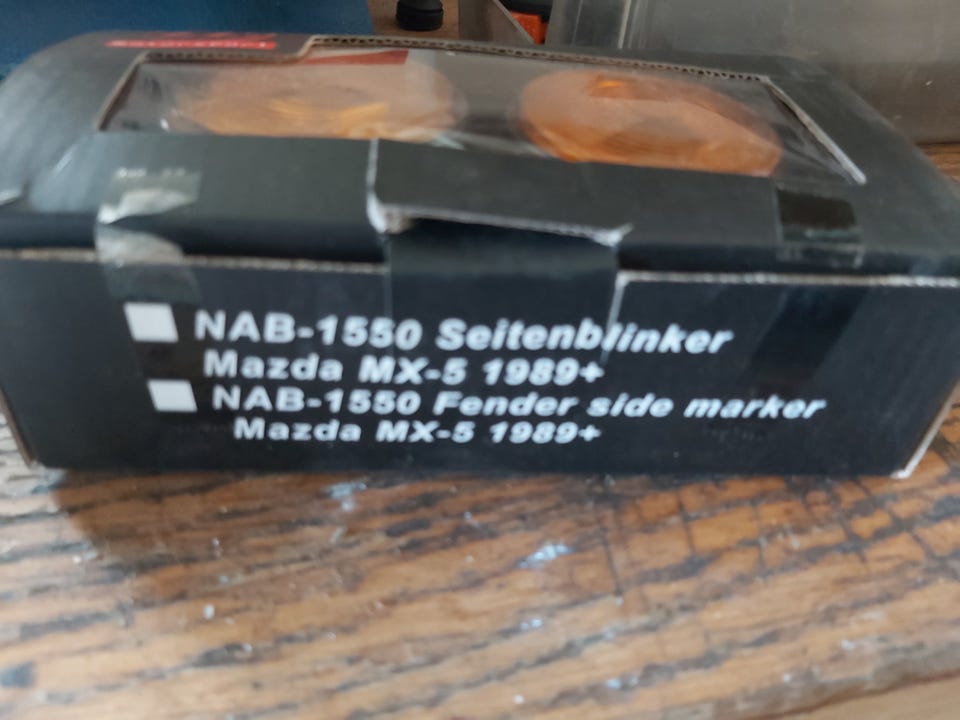 NAB-1550 Seitenblinker
Mazda MX-5 1989+
NAB-1550 Fender side marker
Mazda MX-5 1989+